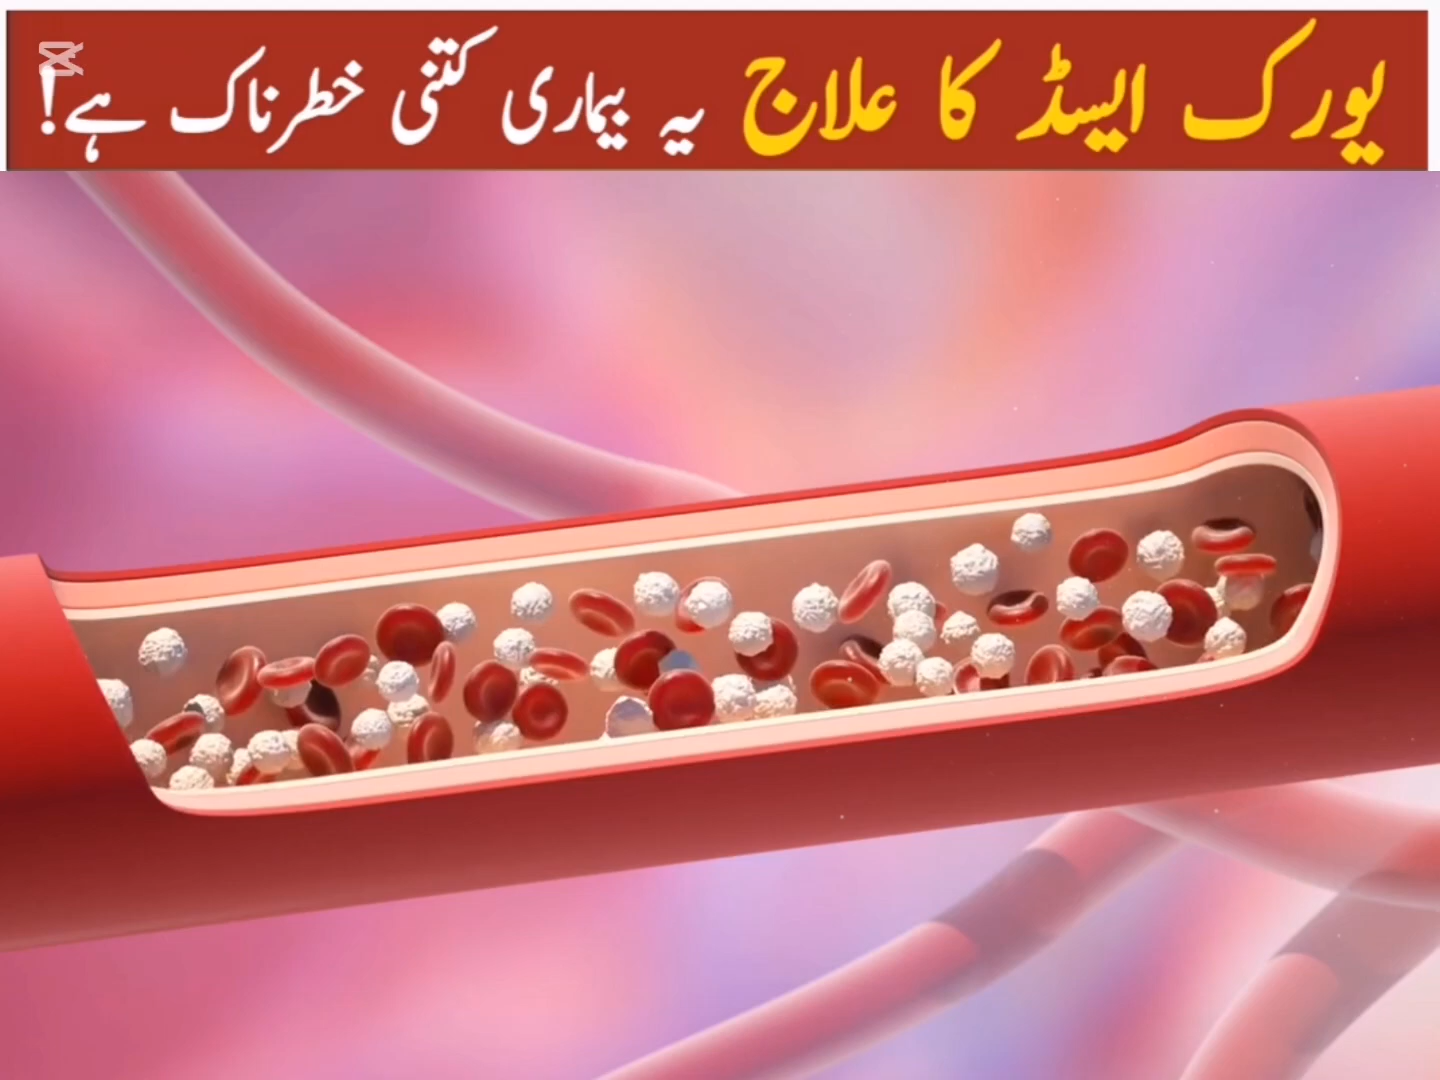 یورک ایسڈ کا علاج یہ بیماری کتنی خطرناک ہے!